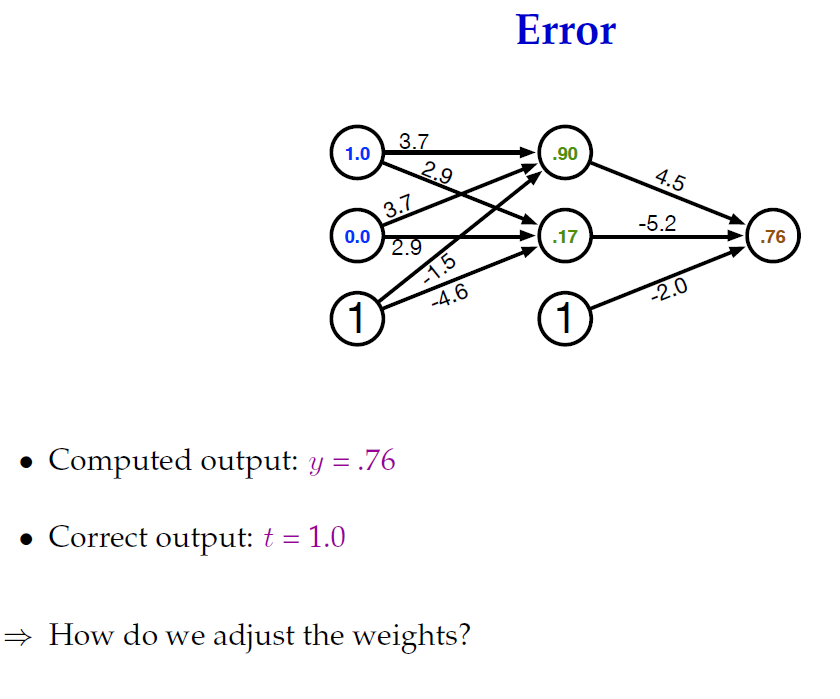 Error
1.0 3.7 .90
2.9 4.5
3.7
0.0 2.9 .17 -5.2 .76
-1.5
-4.6 -2.0
1 1
• Computed output: y = .76
• Correct output: t = 1.0
⇒ How do we adjust the weights?